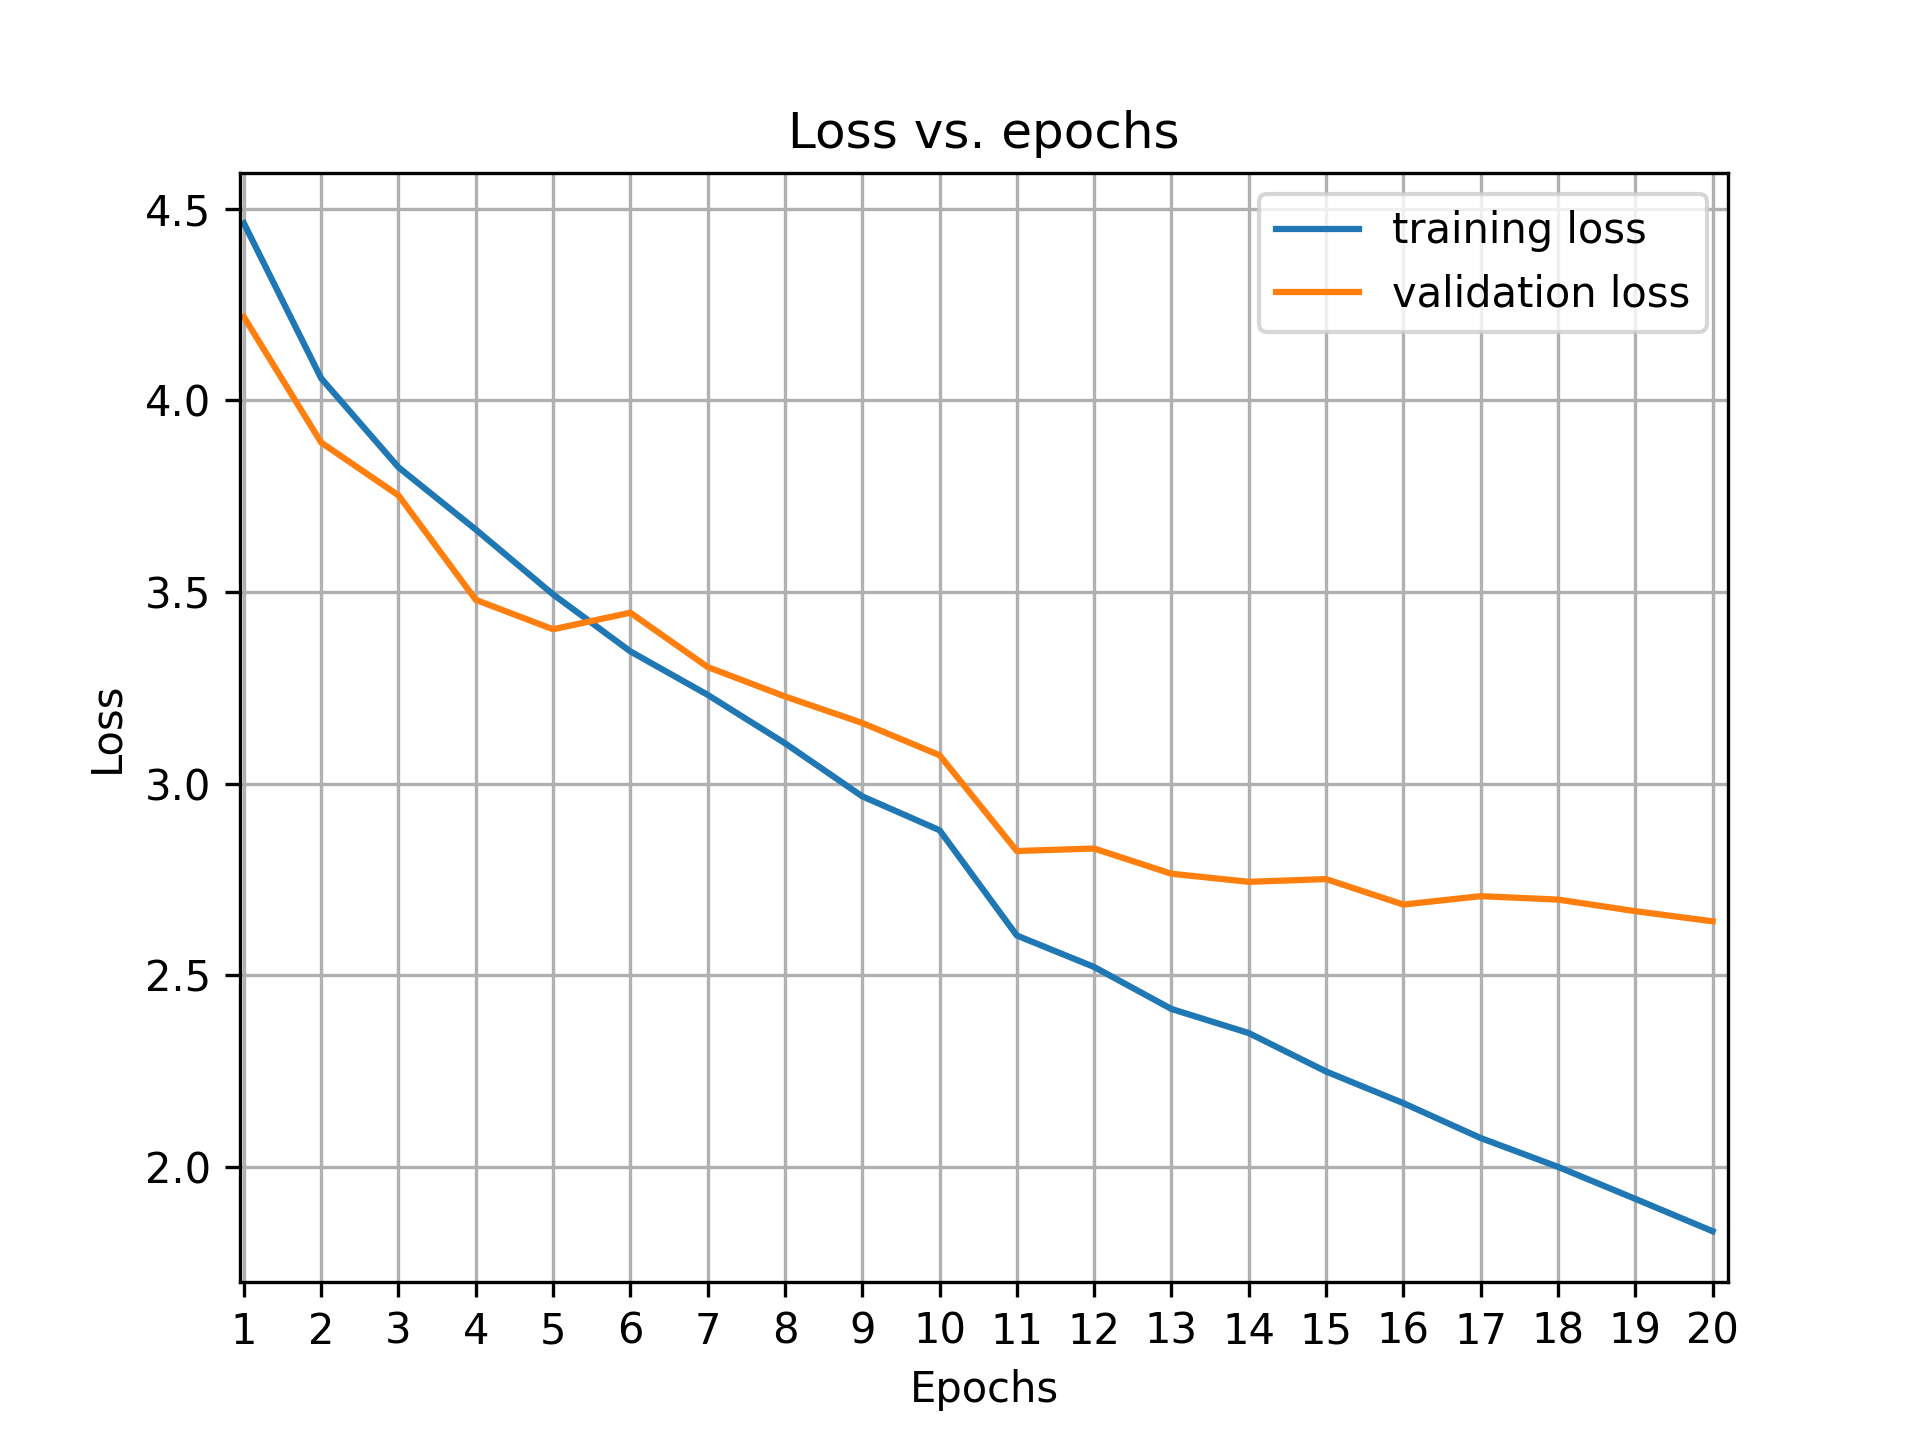 Loss vs. epochs
training loss
validation loss
4.5
4.0
3.5
3.0
2.5
2.0
Loss
1 2 3 4 5 6 7 8 9 10 11 12 13 14 15 16 17 18 19 20
Epochs